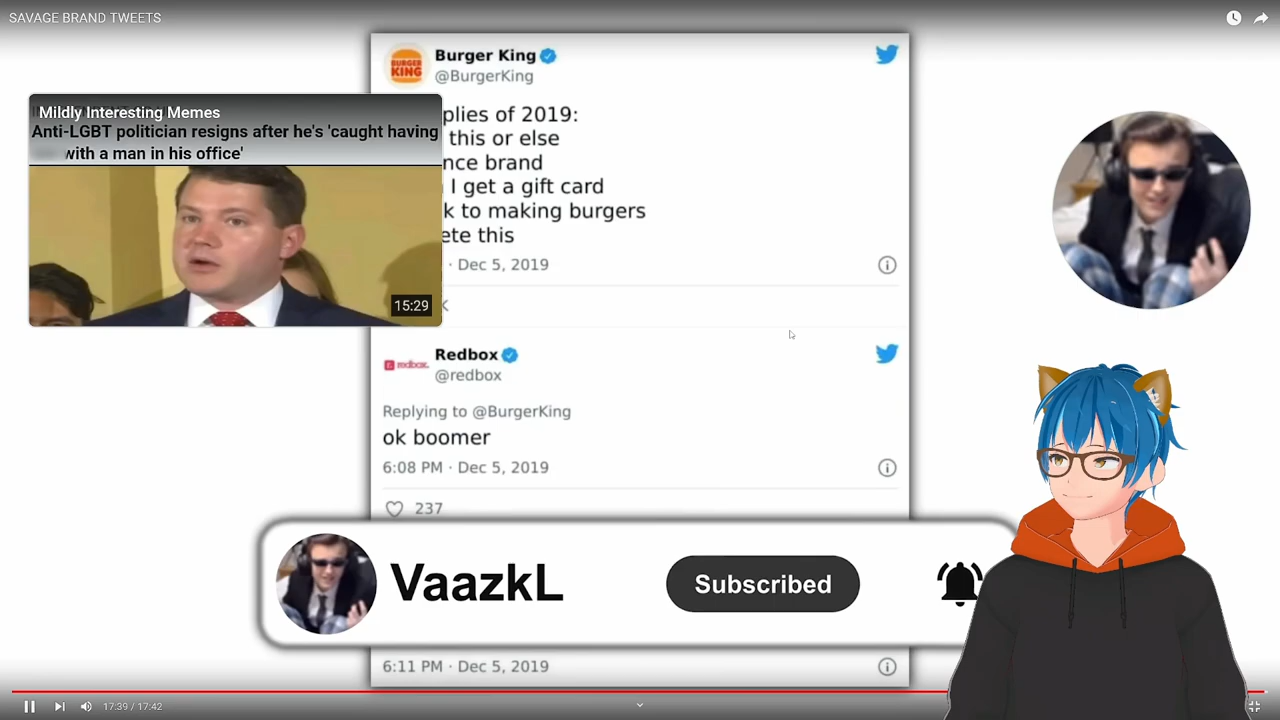 SAVAGE BRAND TWEETS
Burger King
@BurgerKing
plies of 2019:
this or else
nce brand
I get a gift card
k to making burgers
ete this
· Dec 5, 2019
Mildly Interesting Memes
Anti-LGBT politician resigns after he's 'caught having
with a man in his office'
15:29
redbox.
Redbox
@redbox
Replying to @BurgerKing
ok boomer
6:08 PM · Dec 5, 2019
237
VaazkL
Subscribed
6:11 PM · Dec 5, 2019
17:39 / 17:42